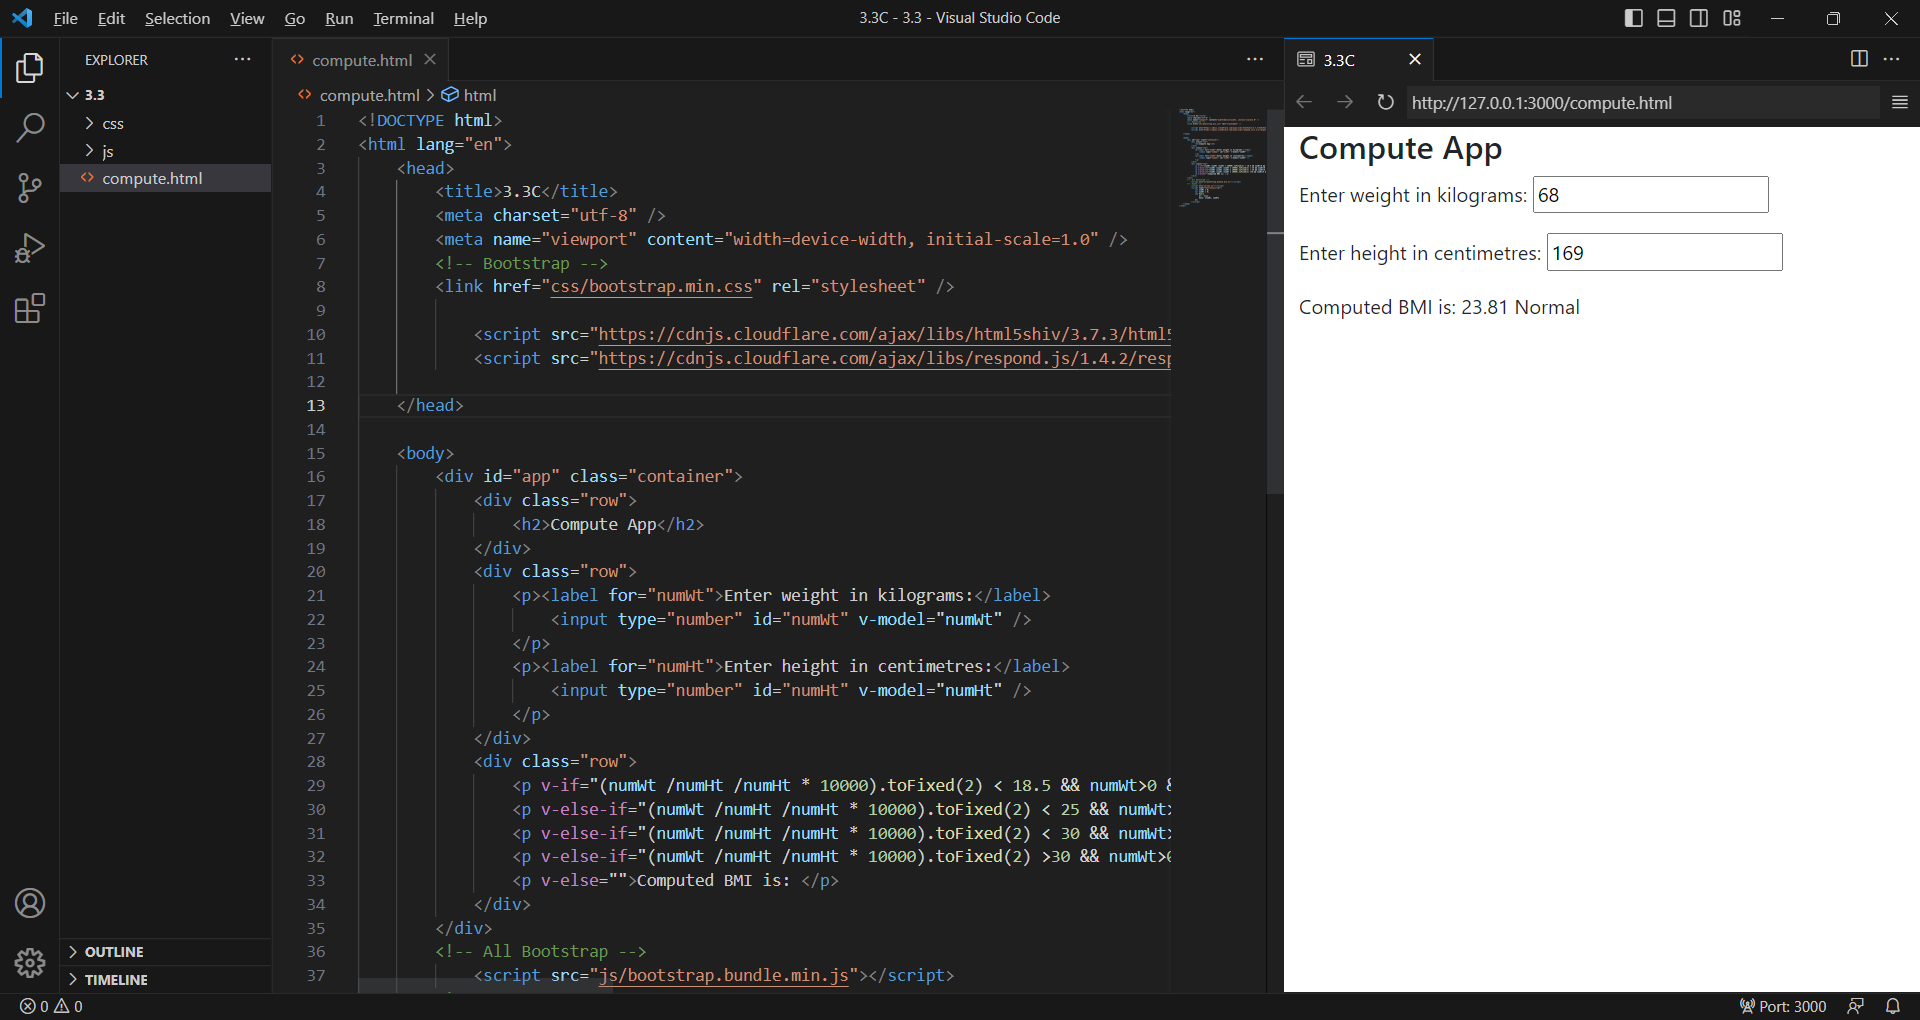 File Edit Selection View Go Run Terminal Help
3.3C - 3.3 - Visual Studio Code
EXPLORER
3.3
css
js
compute.html
OUTLINE
TIMELINE
compute.html
compute.html > html
1 <!DOCTYPE html>
2 <html lang="en">
3 <head>
4 <title>3.3C</title>
5 <meta charset="utf-8" />
6 <meta name="viewport" content="width=device-width, initial-scale=1.0" />
7 <!-- Bootstrap -->
8 <link href="css/bootstrap.min.css" rel="stylesheet" />
9
10 <script src="https://cdnjs.cloudflare.com/ajax/libs/html5shiv/3.7.3/html5
11 <script src="https://cdnjs.cloudflare.com/ajax/libs/respond.js/1.4.2/resp
12
13 </head>
14
15 <body>
16 <div id="app" class="container">
17 <div class="row">
18 <h2>Compute App</h2>
19 </div>
20 <div class="row">
21 <p><label for="numWt">Enter weight in kilograms:</label>
22 <input type="number" id="numWt" v-model="numWt" />
23 </p>
24 <p><label for="numHt">Enter height in centimetres:</label>
25 <input type="number" id="numHt" v-model="numHt" />
26 </p>
27 </div>
28 <div class="row">
29 <p v-if="(numWt /numHt /numHt * 10000).toFixed(2) < 18.5 && numWt>0 &
30 <p v-else-if="(numWt /numHt /numHt * 10000).toFixed(2) < 25 && numWt>
31 <p v-else-if="(numWt /numHt /numHt * 10000).toFixed(2) < 30 && numWt>
32 <p v-else-if="(numWt /numHt /numHt * 10000).toFixed(2) >30 && numWt>0
33 <p v-else="">Computed BMI is: </p>
34 </div>
35 </div>
36 <!-- All Bootstrap -->
37 <script src="js/bootstrap.bundle.min.js"></script>
3.3C
http://127.0.0.1:3000/compute.html
Compute App
Enter weight in kilograms: 68
Enter height in centimetres: 169
Computed BMI is: 23.81 Normal
0 0
Port: 3000